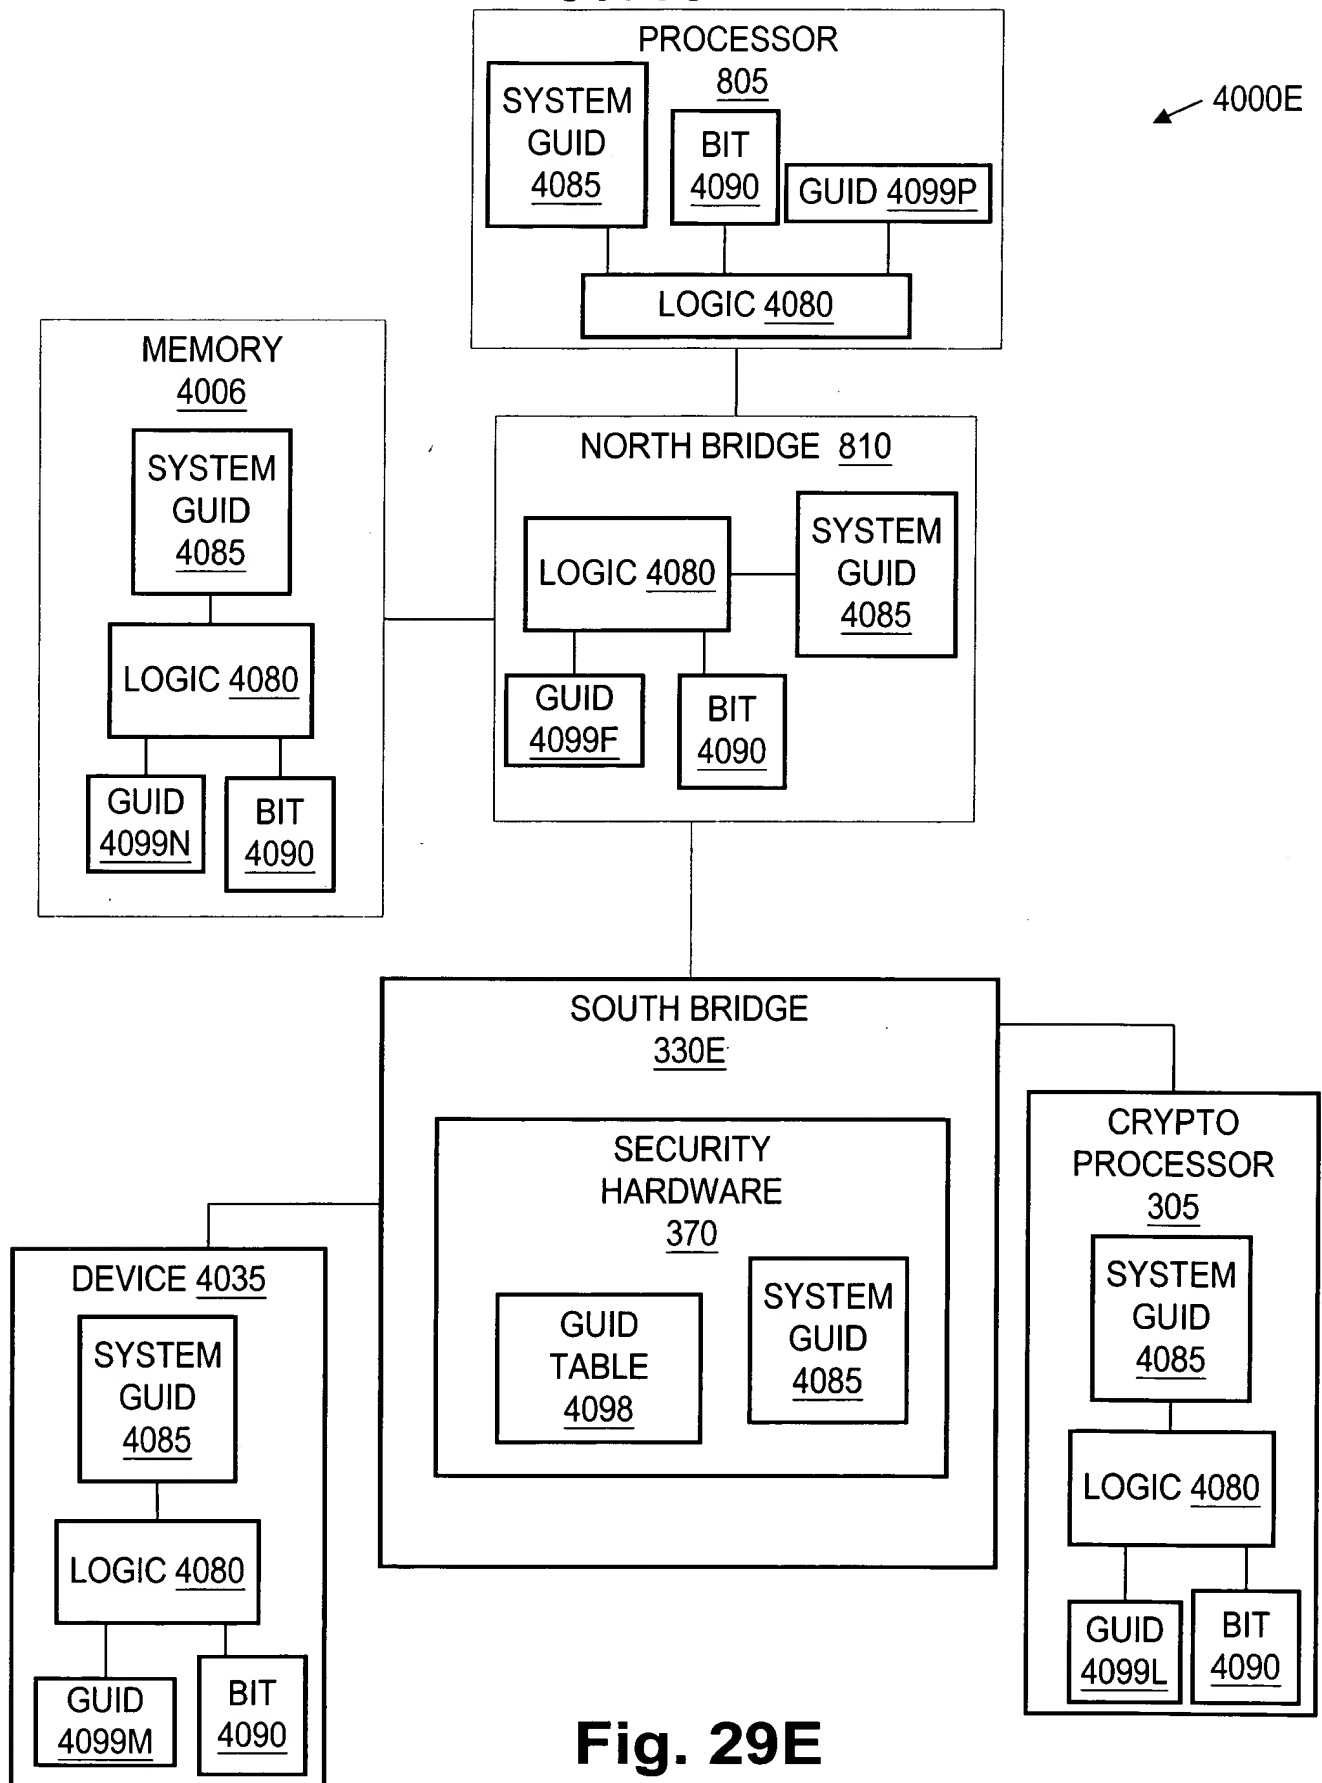 PROCESSOR
805
4000E
SYSTEM
GUID
4085
BIT
4090
GUID 4099P
LOGIC 4080
MEMORY
4006
SYSTEM
GUID
4085
LOGIC 4080
GUID
4099N
BIT
4090
NORTH BRIDGE 810
LOGIC 4080
SYSTEM
GUID
4085
GUID
4099F
BIT
4090
SOUTH BRIDGE
330E
SECURITY
HARDWARE
370
GUID
TABLE
4098
SYSTEM
GUID
4085
CRYPTO
PROCESSOR
305
SYSTEM
GUID
4085
LOGIC 4080
GUID
4099L
BIT
4090
DEVICE 4035
SYSTEM
GUID
4085
LOGIC 4080
GUID
4099M
BIT
4090
Fig. 29E